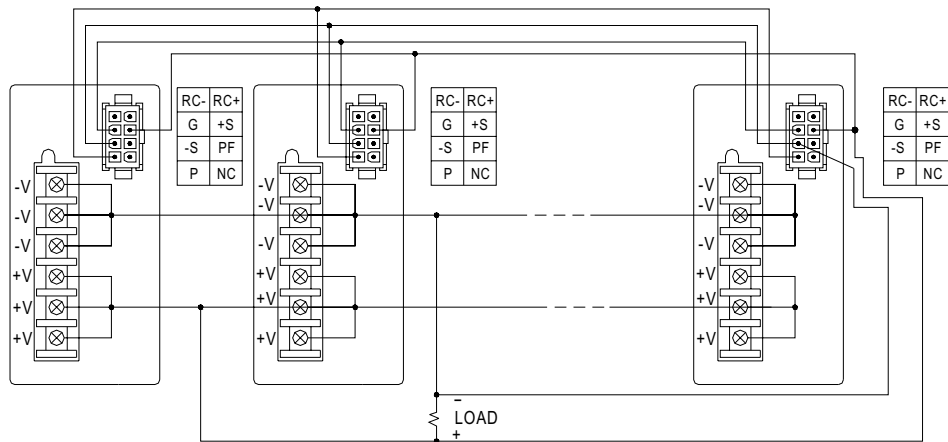 RC- RC+
G +S
-S PF
P NC
RC- RC+
G +S
-S PF
P NC
RC- RC+
G +S
-S PF
P NC
-V
-V
-V
+V
+V
+V
-V
-V
-V
+V
+V
+V
-V
-V
-V
+V
+V
+V
−
LOAD
+